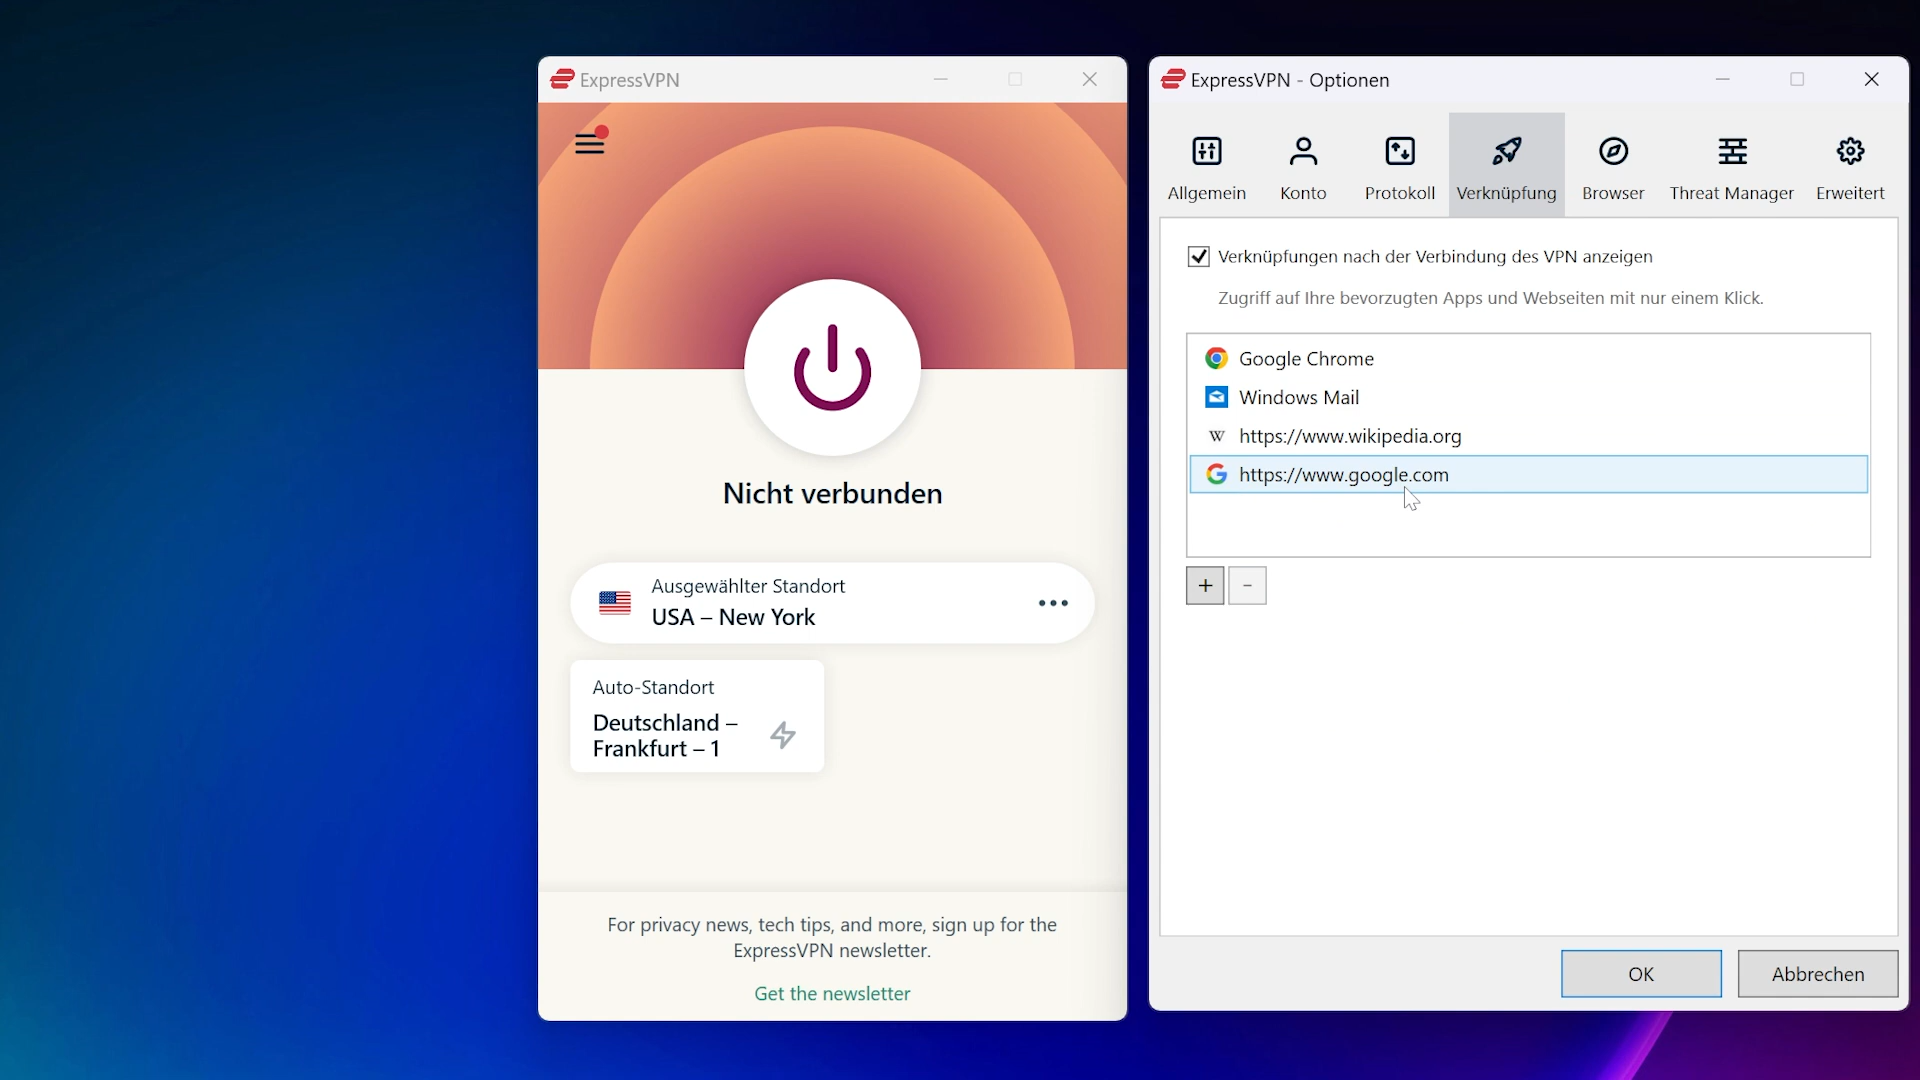 ExpressVPN
Nicht verbunden
Ausgewählter Standort
USA – New York
Auto-Standort
Deutschland –
Frankfurt – 1
For privacy news, tech tips, and more, sign up for the
ExpressVPN newsletter.
Get the newsletter
ExpressVPN - Optionen
Allgemein
Konto
Protokoll
Verknüpfung
Browser
Threat Manager
Erweitert
Verknüpfungen nach der Verbindung des VPN anzeigen
Zugriff auf Ihre bevorzugten Apps und Webseiten mit nur einem Klick.
Google Chrome
Windows Mail
W https://www.wikipedia.org
G https://www.google.com
+ -
OK
Abbrechen